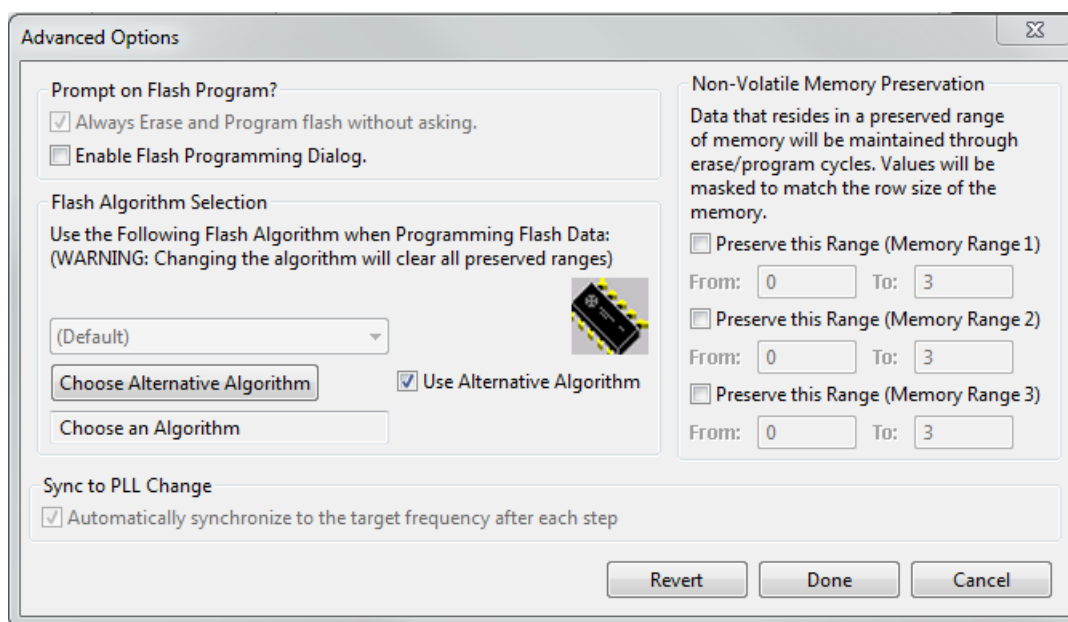 Advanced Options
Prompt on Flash Program?
Always Erase and Program flash without asking.
Enable Flash Programming Dialog.
Flash Algorithm Selection
Use the Following Flash Algorithm when Programming Flash Data:
(WARNING: Changing the algorithm will clear all preserved ranges)
(Default)
Choose Alternative Algorithm
Use Alternative Algorithm
Choose an Algorithm
Non-Volatile Memory Preservation
Data that resides in a preserved range
of memory will be maintained through
erase/program cycles. Values will be
masked to match the row size of the
memory.
Preserve this Range (Memory Range 1)
From: 0 To: 3
Preserve this Range (Memory Range 2)
From: 0 To: 3
Preserve this Range (Memory Range 3)
From: 0 To: 3
Sync to PLL Change
Automatically synchronize to the target frequency after each step
Revert Done Cancel